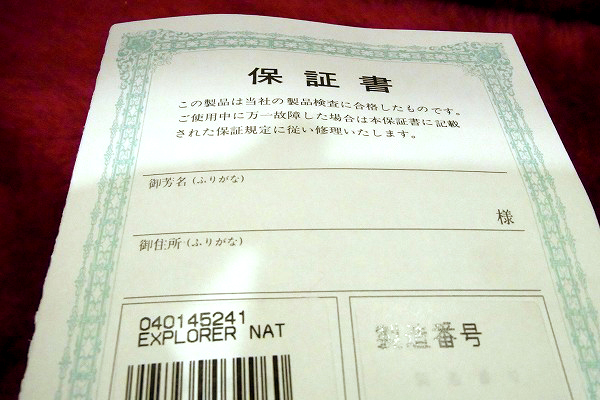 保証書
この製品は当社の製品検査に合格したものです。
ご使用中に万一故障した場合は本保証書に記載
された保証規定に従い修理いたします。
御芳名(ふりがな)
様
御住所(ふりがな)
040145241
EXPLORER NAT
製造番号